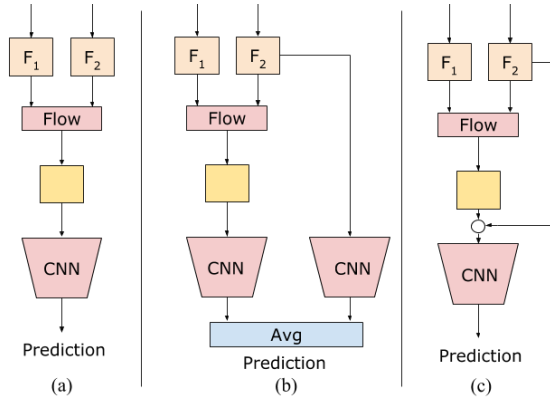 F1 F2
Flow
CNN
Prediction
(a)
F1 F2
Flow
CNN CNN
Avg
Prediction
(b)
F1 F2
Flow
CNN
Prediction
(c)